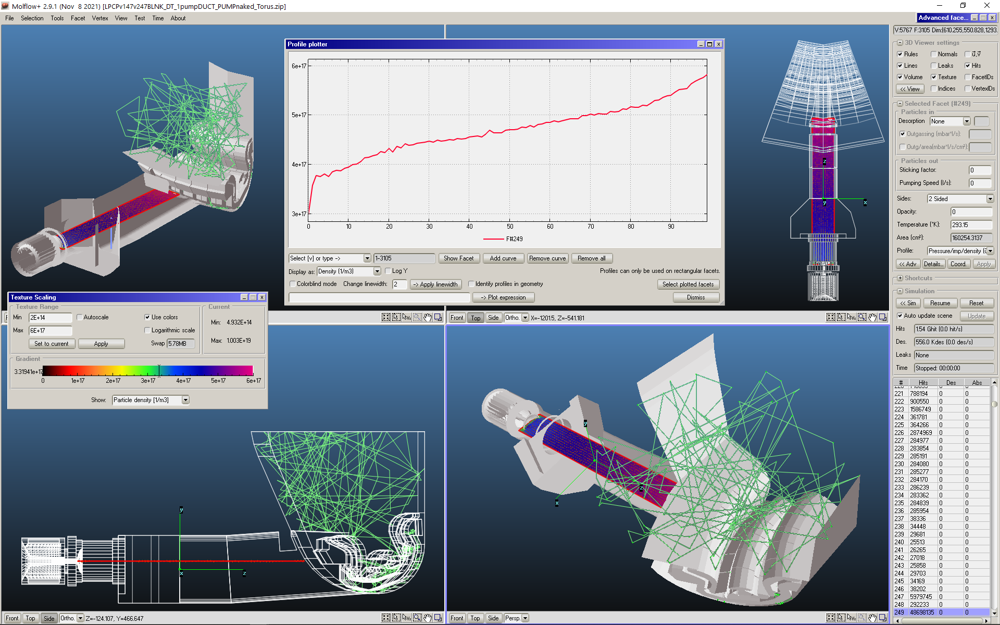 Molflow+ 2.9.1 (Nov  8 2021) [LPCPv147v247BLNK_DT_1pumpDUCT_PUMPnaked_Torus.zip]
File Selection Tools Facet Vertex View Test Time About
Profile plotter
6e+17
5e+17
4e+17
3e+17
0 10 20 30 40 50 60 70 80 90
F#249
Select [v] or type -> 1-3105 Show Facet Add curve Remove curve Remove all
Display as: Density (1/m3) Log Y Profiles can only be used on rectangular facets.
Colorblind mode Change linewidth: 2 -> Apply linewidth Identify profiles in geometry Select plotted facets
-> Plot expression Dismiss
Texture Scaling
Texture Range Current
Min 2E+14 Autoscale Use colors Min: 4.932E+14
Max 6E+17 Logarithmic scale Max: 1.003E+19
Set to current Apply Swap 5.78MB
Gradient
3.31941e+17
0 1e+17 2e+17 3e+17 4e+17 5e+17 6e+17
Show: Particle density [1/m3]
Front Top Side Ortho. X=-1201.5, Z=-541.181
z
y x
y
x z
y
z
x
Front Top Side Ortho. Z=-124.107, Y=466.647
Front Top Side Persp.
Advanced face...
V:5767 F:3105 Dim:(610.255,550.828,1293.
3D Viewer settings
Rules Normals u,v
Lines Leaks Hits
Volume Texture FacetIDs
<< View Indices VertexIDs
Selected Facet (#249)
Particles in
Desorption None
Outgassing (mbar*l/s):
Outg/area(mbar*l/s/cm²):
Particles out
Sticking factor: 0
Pumping Speed (l/s): 0
Sides: 2 Sided
Opacity: 0
Temperature (°K): 293.15
Area (cm²): 160254.3137
Profile: Pressure/imp/density (
<< Adv Details... Coord. Apply
Shortcuts
Simulation
<< Sim Resume Reset
Auto update scene Update
Hits 1.54 Ghit (0.0 hit/s)
Des. 556.0 Kdes (0.0 des/s)
Leaks None
Time Stopped: 00:00:00
# Hits Des Abs
221 788194 0 0
222 900550 0 0
223 1586749 0 0
224 361781 0 0
225 364266 0 0
226 2874969 0 0
227 284977 0 0
228 283854 0 0
229 285191 0 0
230 284080 0 0
231 285277 0 0
232 284170 0 0
233 286239 0 0
234 283362 0 0
235 284839 0 0
236 285954 0 0
237 38336 0 0
238 34448 0 0
239 29681 0 0
240 25513 0 0
241 26265 0 0
242 27018 0 0
243 25858 0 0
244 29703 0 0
245 34169 0 0
246 38202 0 0
247 5979745 0 0
248 292233 0 0
249 48698135 0 0